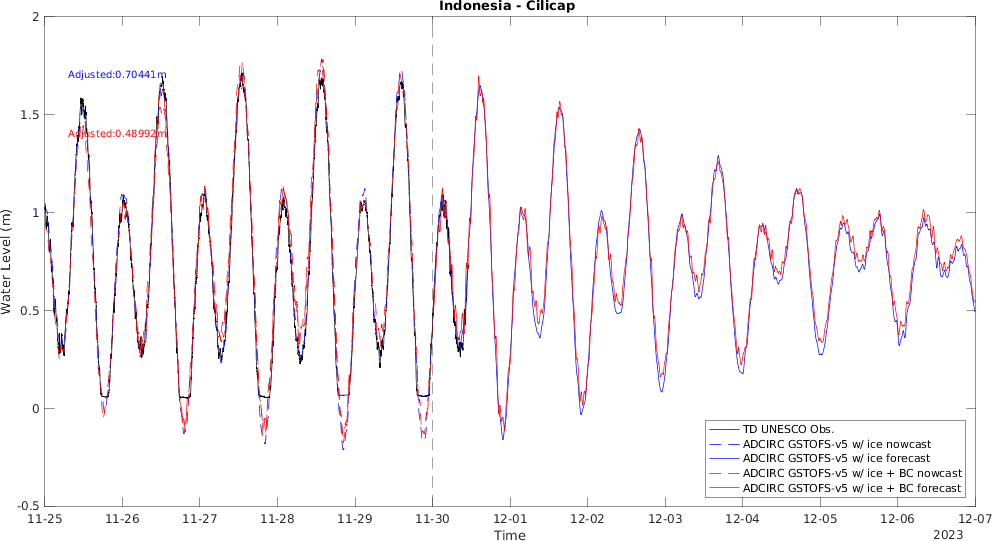 Indonesia - Cilicap
2
1.5
1
0.5
0
-0.5
Water Level (m)
Adjusted:0.70441m
Adjusted:0.48992m
TD UNESCO Obs.
ADCIRC GSTOFS-v5 w/ ice nowcast
ADCIRC GSTOFS-v5 w/ ice forecast
ADCIRC GSTOFS-v5 w/ ice + BC nowcast
ADCIRC GSTOFS-v5 w/ ice + BC forecast
11-25 11-26 11-27 11-28 11-29 11-30 12-01 12-02 12-03 12-04 12-05 12-06 12-07
Time
2023